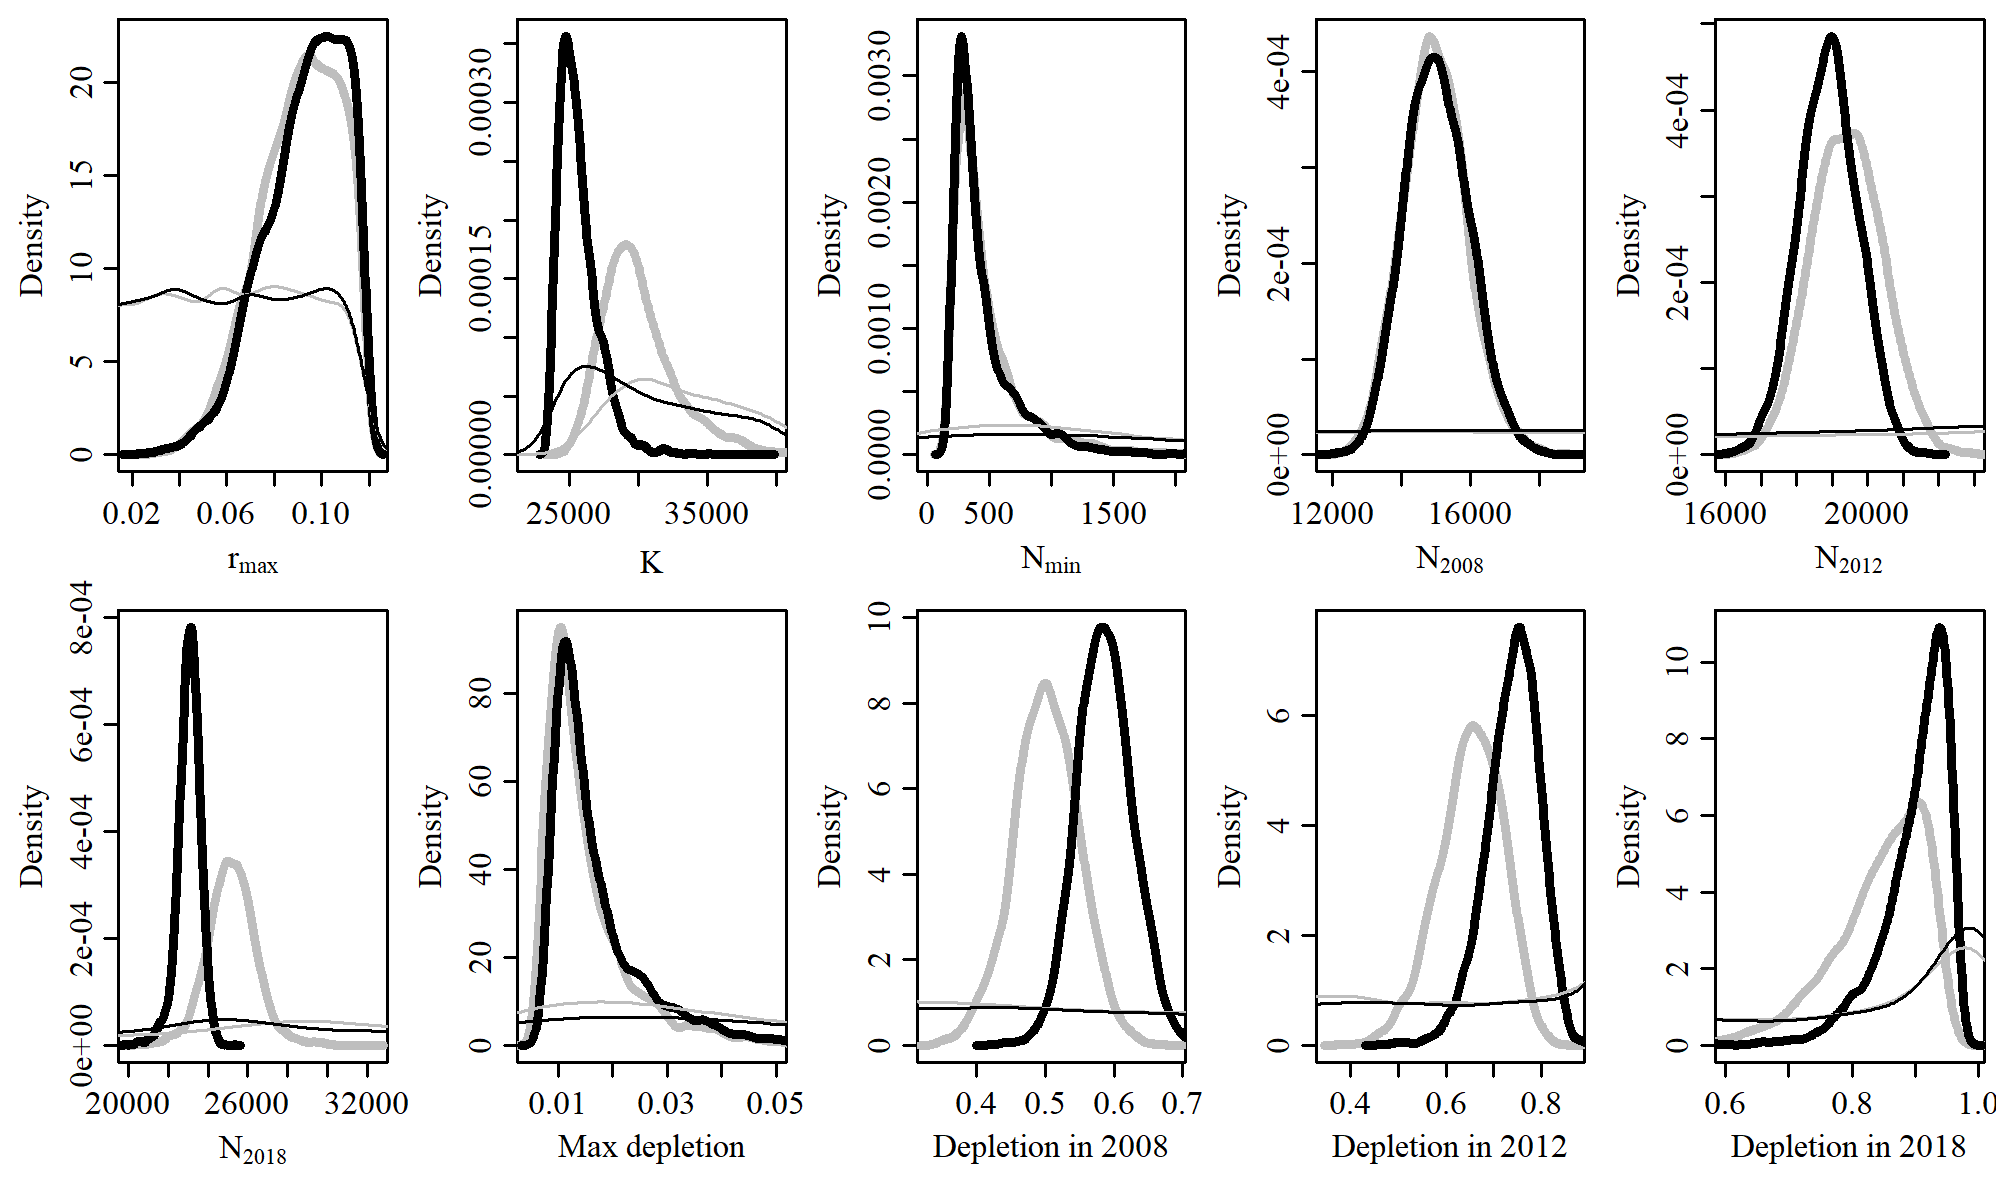 Density
0 5 10 15 20
0.02 0.06 0.10
rmax
Density
0.00000 0.00015 0.00030
25000 35000
K
Density
0.0000 0.0010 0.0020 0.0030
0 500 1500
Nmin
Density
0e+00 2e-04 4e-04
12000 16000
N2008
Density
0e+00 2e-04 4e-04
16000 20000
N2012
Density
0e+00 2e-04 4e-04 6e-04 8e-04
20000 26000 32000
N2018
Density
0 20 40 60 80
0.01 0.03 0.05
Max depletion
Density
0 2 4 6 8 10
0.4 0.5 0.6 0.7
Depletion in 2008
Density
0 2 4 6
0.4 0.6 0.8
Depletion in 2012
Density
0 2 4 6 8 10
0.6 0.8 1.0
Depletion in 2018